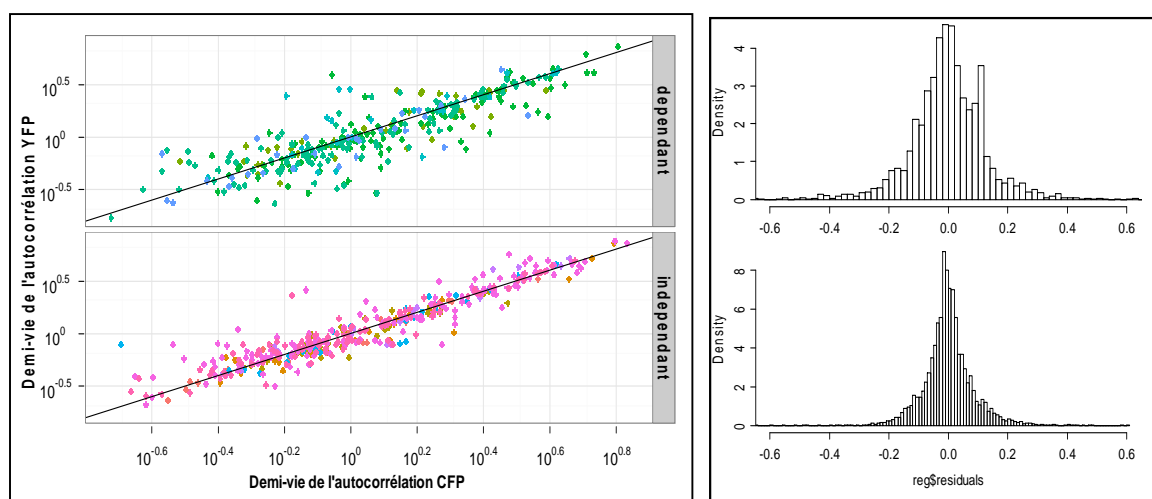 Demi-vie de l'autocorrélation YFP
10^0.5
10^0
10^-0.5
dependant
10^0.5
10^0
10^-0.5
independant
10^-0.6 10^-0.4 10^-0.2 10^0.0 10^0.2 10^0.4 10^0.6 10^0.8
Demi-vie de l'autocorrélation CFP
Density
0 1 2 3 4
-0.6 -0.4 -0.2 0.0 0.2 0.4 0.6
Density
0 2 4 6 8
-0.6 -0.4 -0.2 0.0 0.2 0.4 0.6
reg$residuals